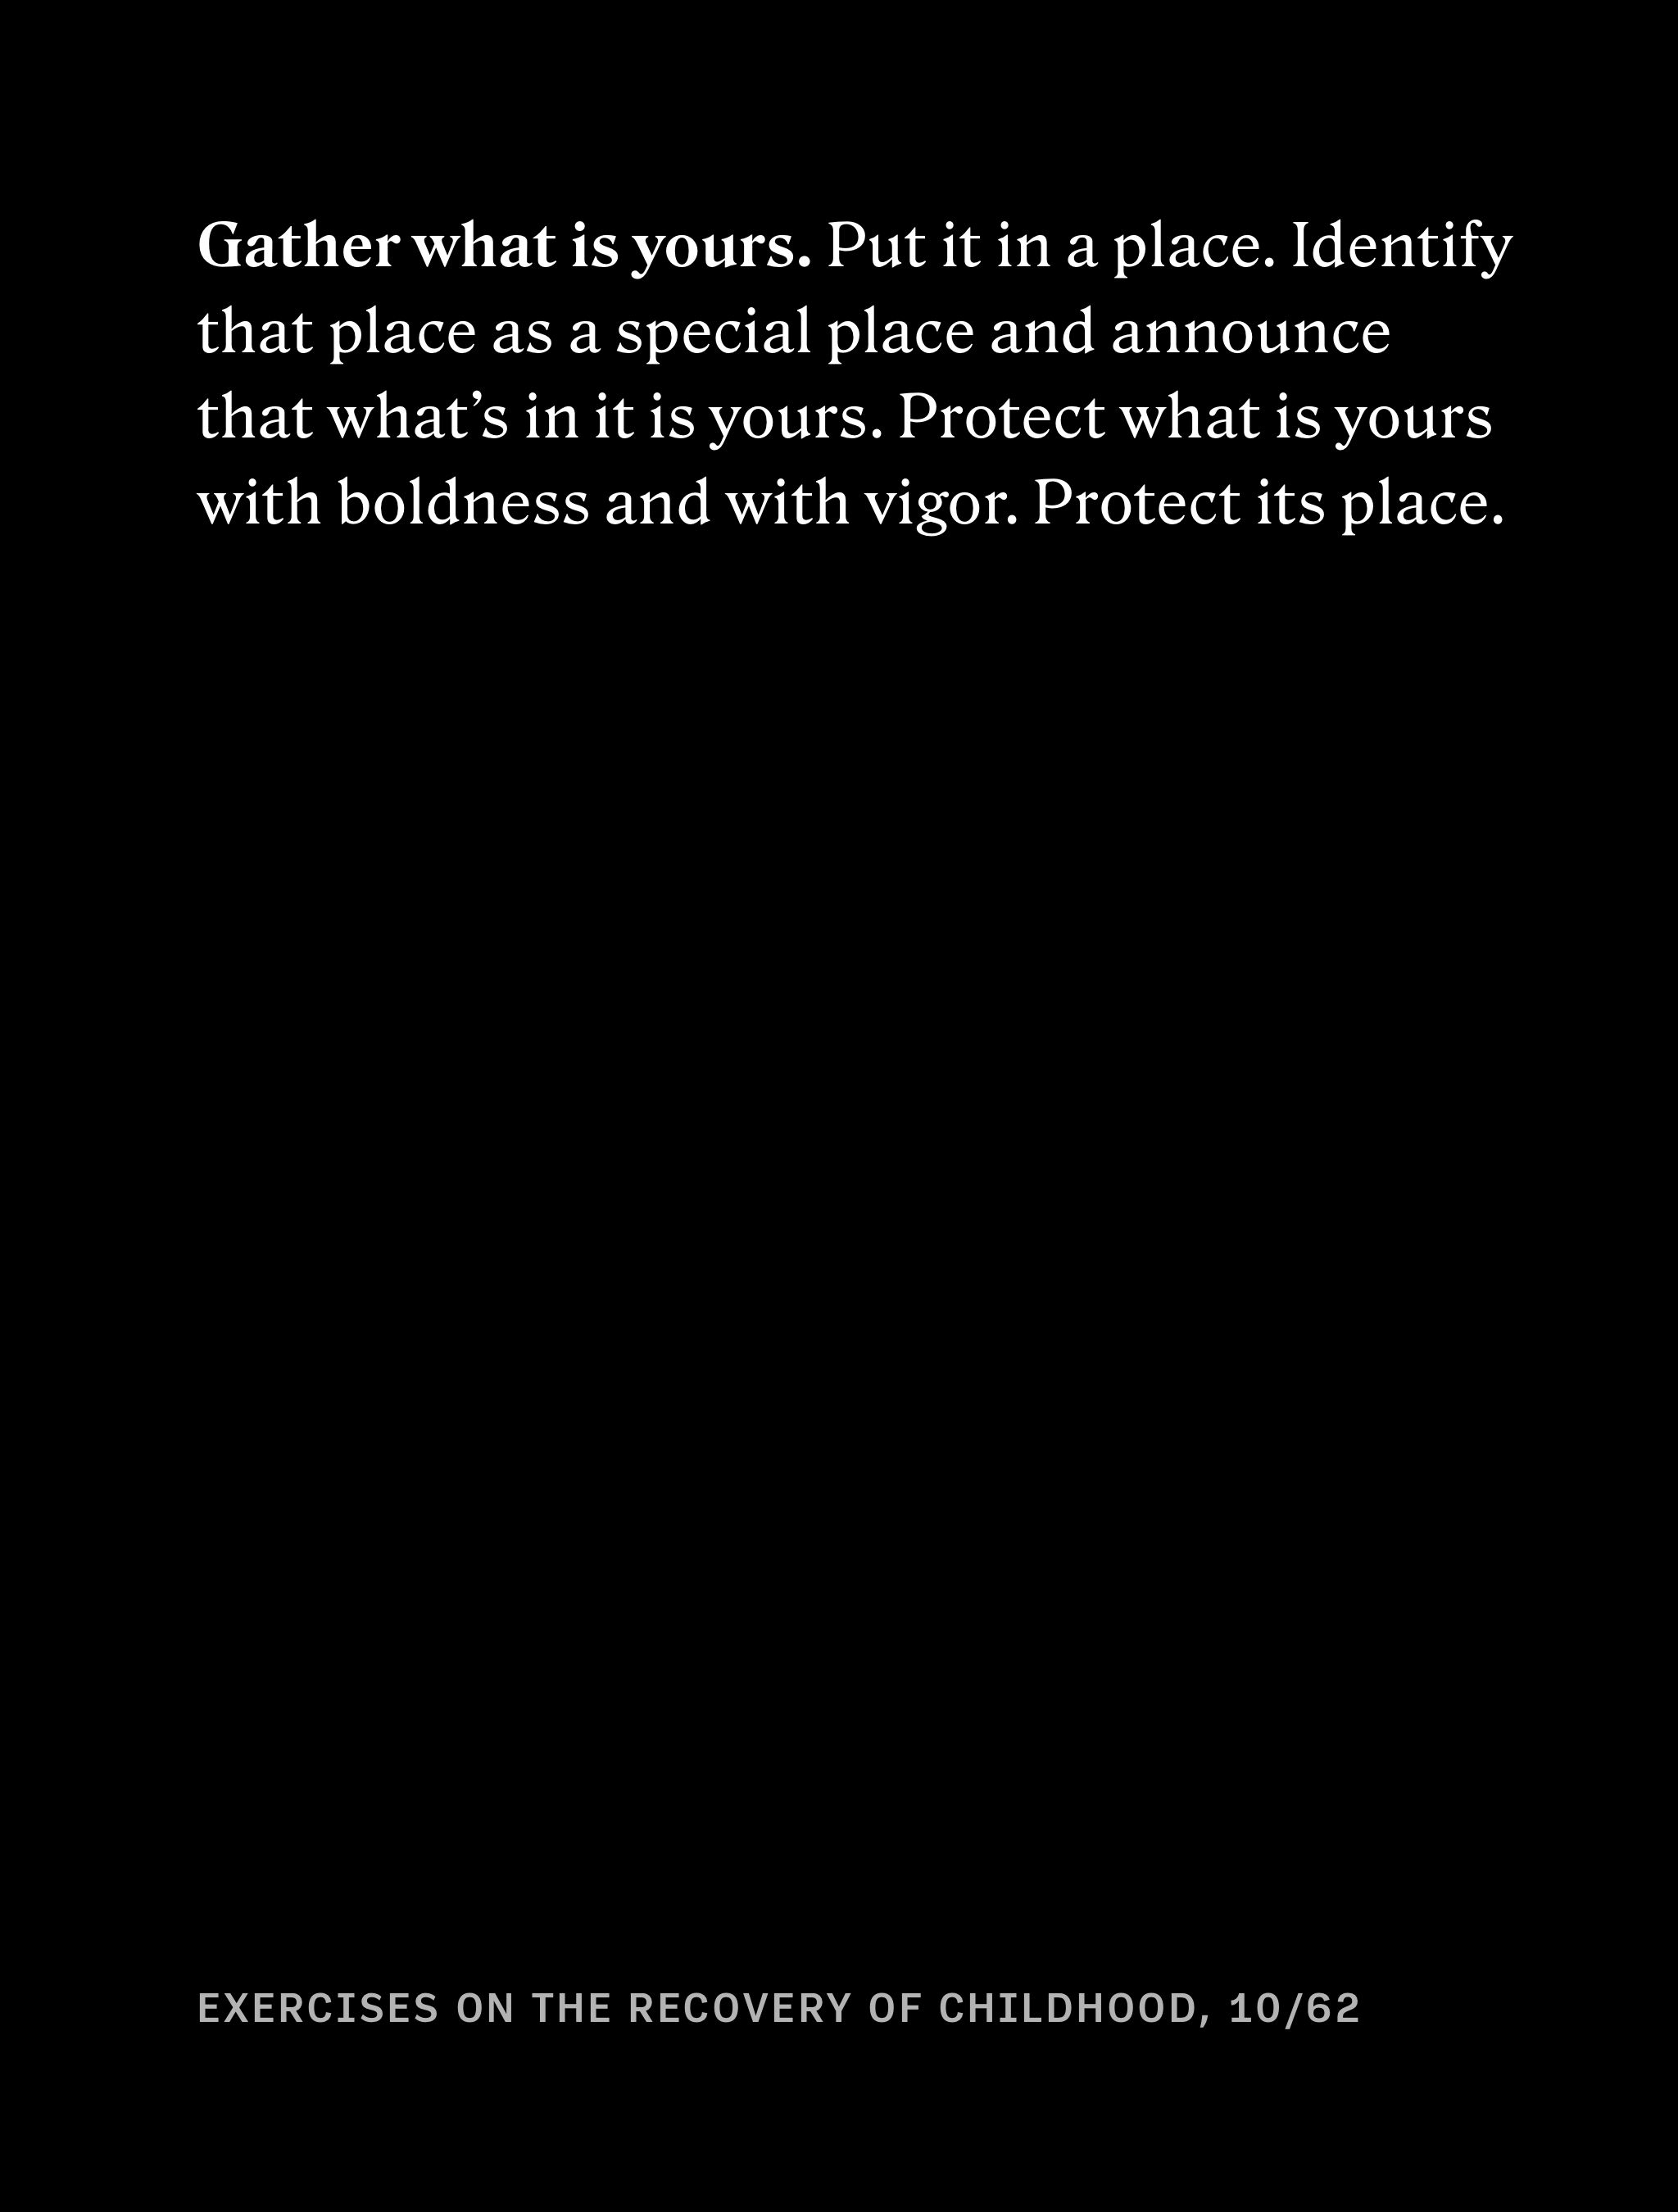 Gather what is yours. Put it in a place. Identify
that place as a special place and announce
that what’s in it is yours. Protect what is yours
with boldness and with vigor. Protect its place.
EXERCISES ON THE RECOVERY OF CHILDHOOD, 10/62